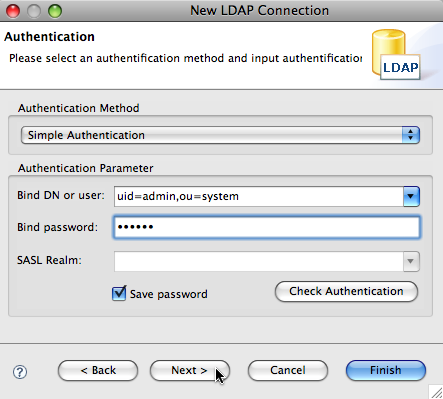 New LDAP Connection
Authentication
Please select an authentification method and input authentification
LDAP
Authentication Method
Simple Authentication
Authentication Parameter
Bind DN or user: uid=admin,ou=system
Bind password: ••••••
SASL Realm:
Save password Check Authentication
? < Back Next > Cancel Finish